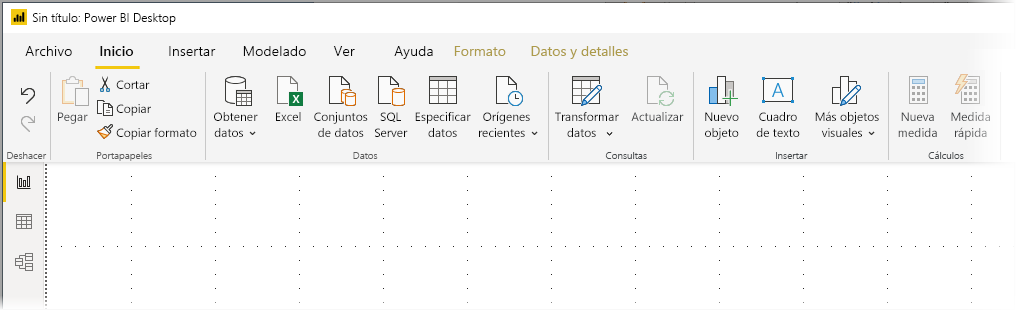 Sin título: Power BI Desktop
Archivo Inicio Insertar Modelado Ver Ayuda Formato Datos y detalles
Pegar
Cortar
Copiar
Copiar formato
Obtener
datos
Excel
Conjuntos
de datos
SQL
Server
Especificar
datos
Orígenes
recientes
Transformar
datos
Actualizar
Nuevo
objeto
A
Cuadro
de texto
Más objetos
visuales
Nueva
medida
Medida
rápida
Deshacer Portapapeles Datos Consultas Insertar Cálculos